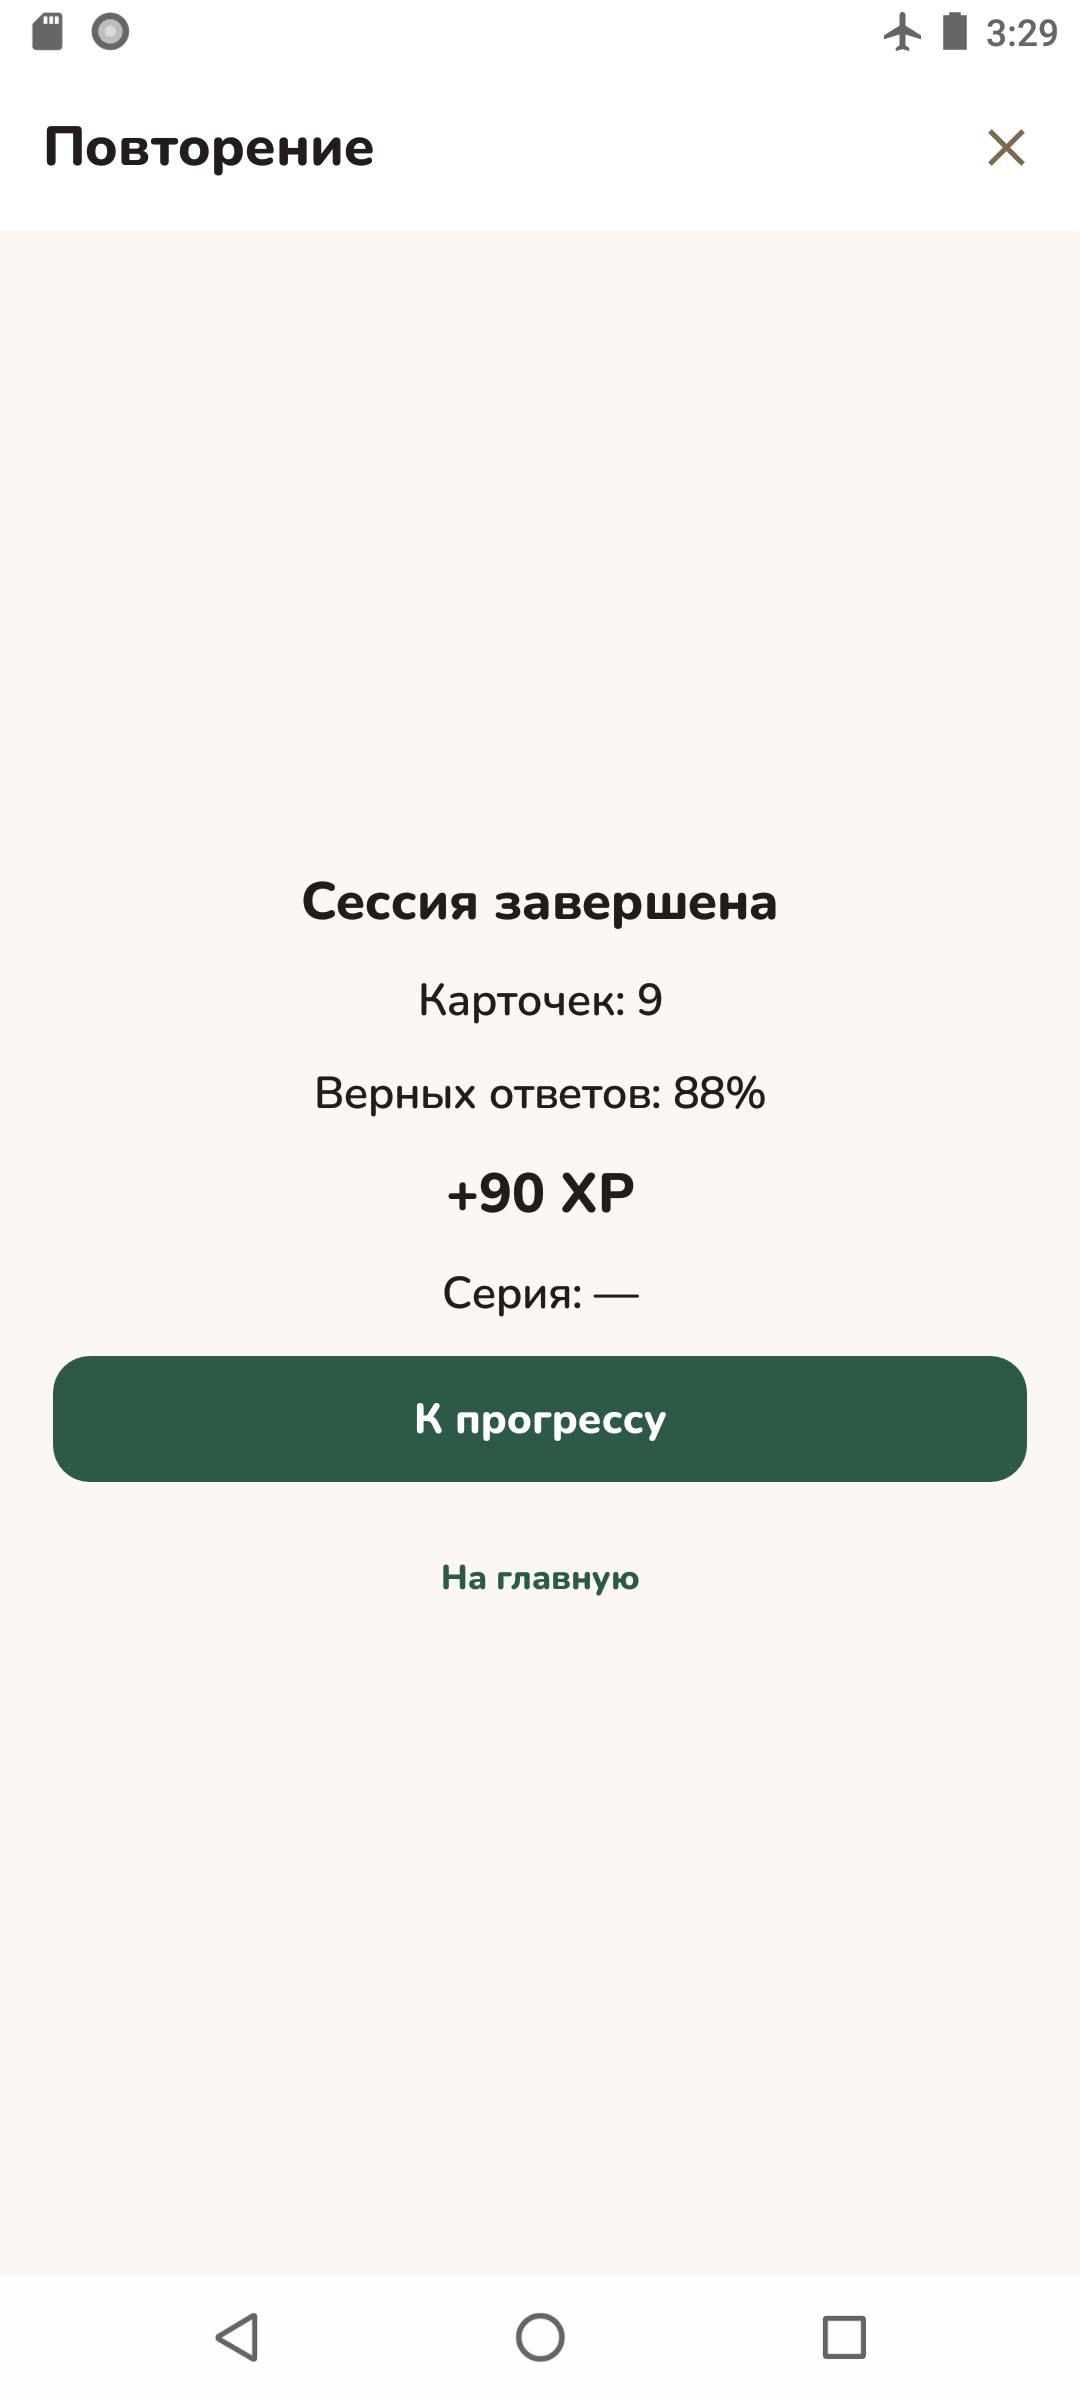 3:29
Повторение
Сессия завершена
Карточек: 9
Верных ответов: 88%
+90 XP
Серия: —
К прогрессу
На главную